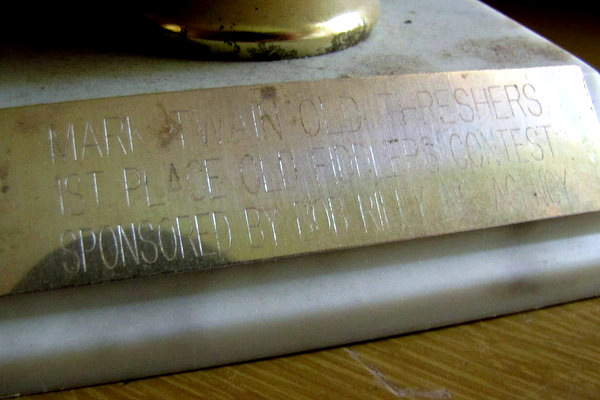 MARK TWAIN OLD THRESHERS
1ST PLACE OLD FIDDLERS CONTEST
SPONSORED BY BOB RILEY